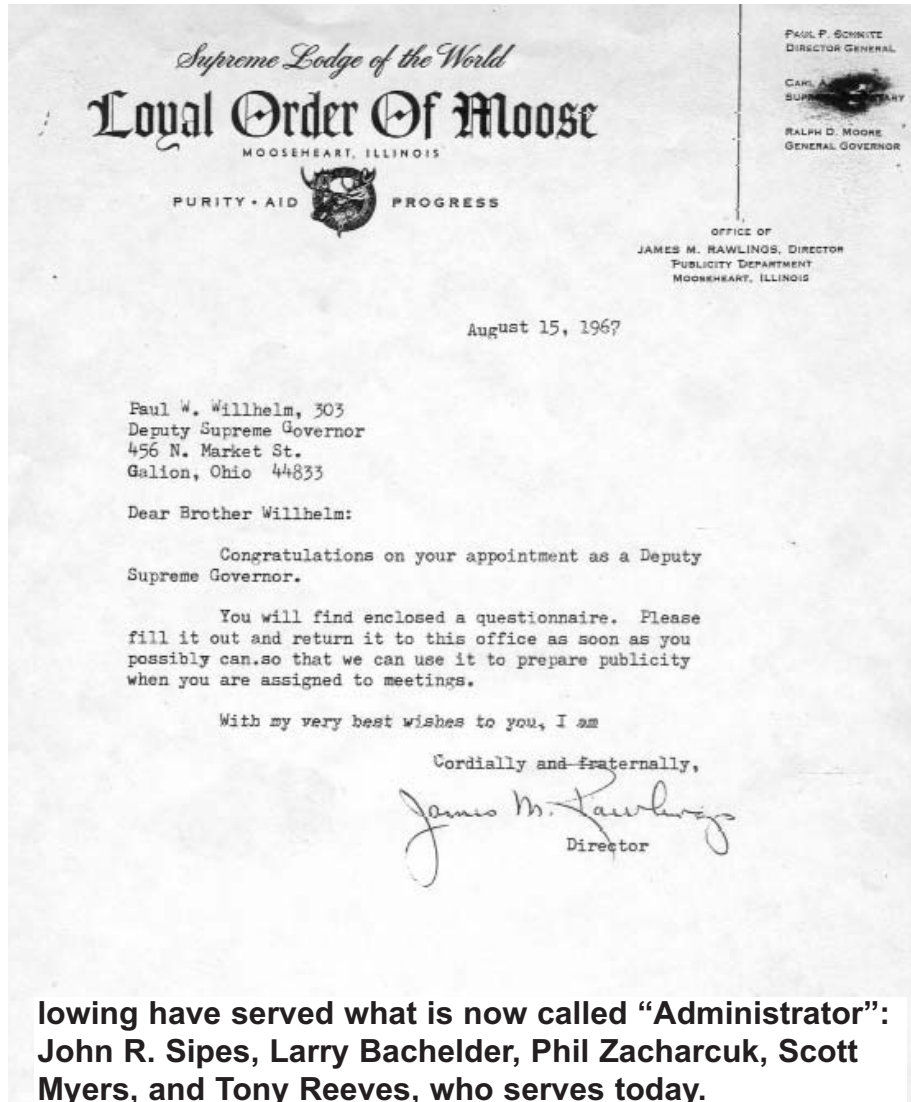 Supreme Lodge of the World
Loyal Order Of Moose
MOOSEHEART, ILLINOIS
PURITY • AID PROGRESS
PAUL P. SCHMITZ
DIRECTOR GENERAL
CARL A.
RALPH D. MOORE
GENERAL GOVERNOR
OFFICE OF
JAMES M. RAWLINGS, DIRECTOR
PUBLICITY DEPARTMENT
MOOSEHEART, ILLINOIS
August 15, 1967
Paul W. Willhelm, 303
Deputy Supreme Governor
456 N. Market St.
Galion, Ohio 44833
Dear Brother Willhelm:
Congratulations on your appointment as a Deputy
Supreme Governor.
You will find enclosed a questionnaire. Please
fill it out and return it to this office as soon as you
possibly can.so that we can use it to prepare publicity
when you are assigned to meetings.
With my very best wishes to you, I am
Cordially and fraternally,
James M. Rawlings
Director
lowing have served what is now called “Administrator”:
John R. Sipes, Larry Bachelder, Phil Zacharcuk, Scott
Myers, and Tony Reeves, who serves today.